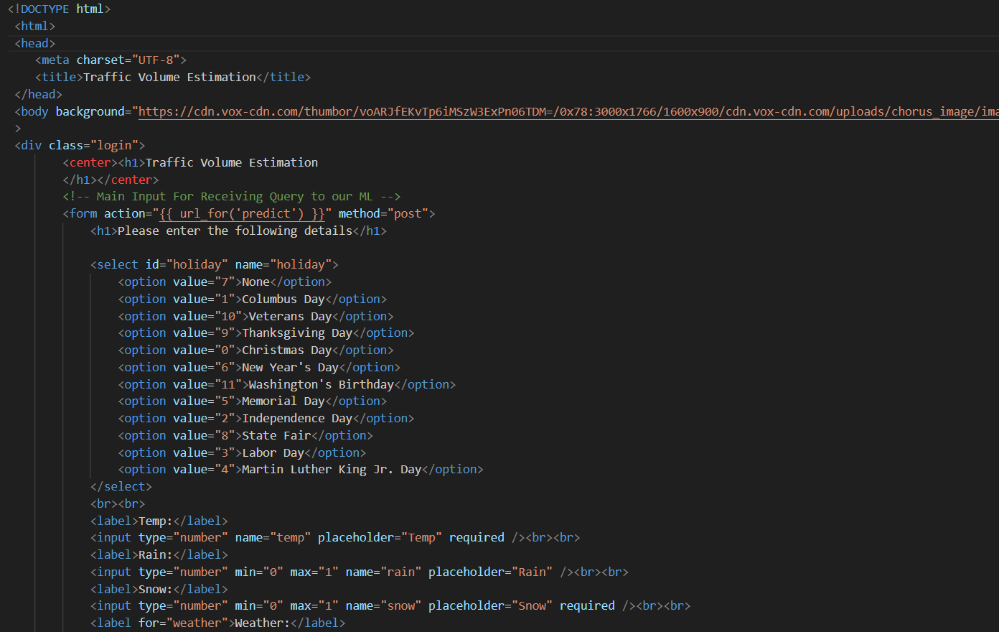 <!DOCTYPE html>
<html>
<head>
<meta charset="UTF-8">
<title>Traffic Volume Estimation</title>
</head>
<body background="https://cdn.vox-cdn.com/thumbor/voARJfEKvTp6iMSzW3ExPn06TDM=/0x78:3000x1766/1600x900/cdn.vox-cdn.com/uploads/chorus_image/ima
>
<div class="login">
<center><h1>Traffic Volume Estimation
</h1></center>
<!-- Main Input For Receiving Query to our ML -->
<form action="{{ url_for('predict') }}" method="post">
<h1>Please enter the following details</h1>
<select id="holiday" name="holiday">
<option value="7">None</option>
<option value="1">Columbus Day</option>
<option value="10">Veterans Day</option>
<option value="9">Thanksgiving Day</option>
<option value="0">Christmas Day</option>
<option value="6">New Year's Day</option>
<option value="11">Washington's Birthday</option>
<option value="5">Memorial Day</option>
<option value="2">Independence Day</option>
<option value="8">State Fair</option>
<option value="3">Labor Day</option>
<option value="4">Martin Luther King Jr. Day</option>
</select>
<br><br>
<label>Temp:</label>
<input type="number" name="temp" placeholder="Temp" required /><br><br>
<label>Rain:</label>
<input type="number" min="0" max="1" name="rain" placeholder="Rain" /><br><br>
<label>Snow:</label>
<input type="number" min="0" max="1" name="snow" placeholder="Snow" required /><br><br>
<label for="weather">Weather:</label>